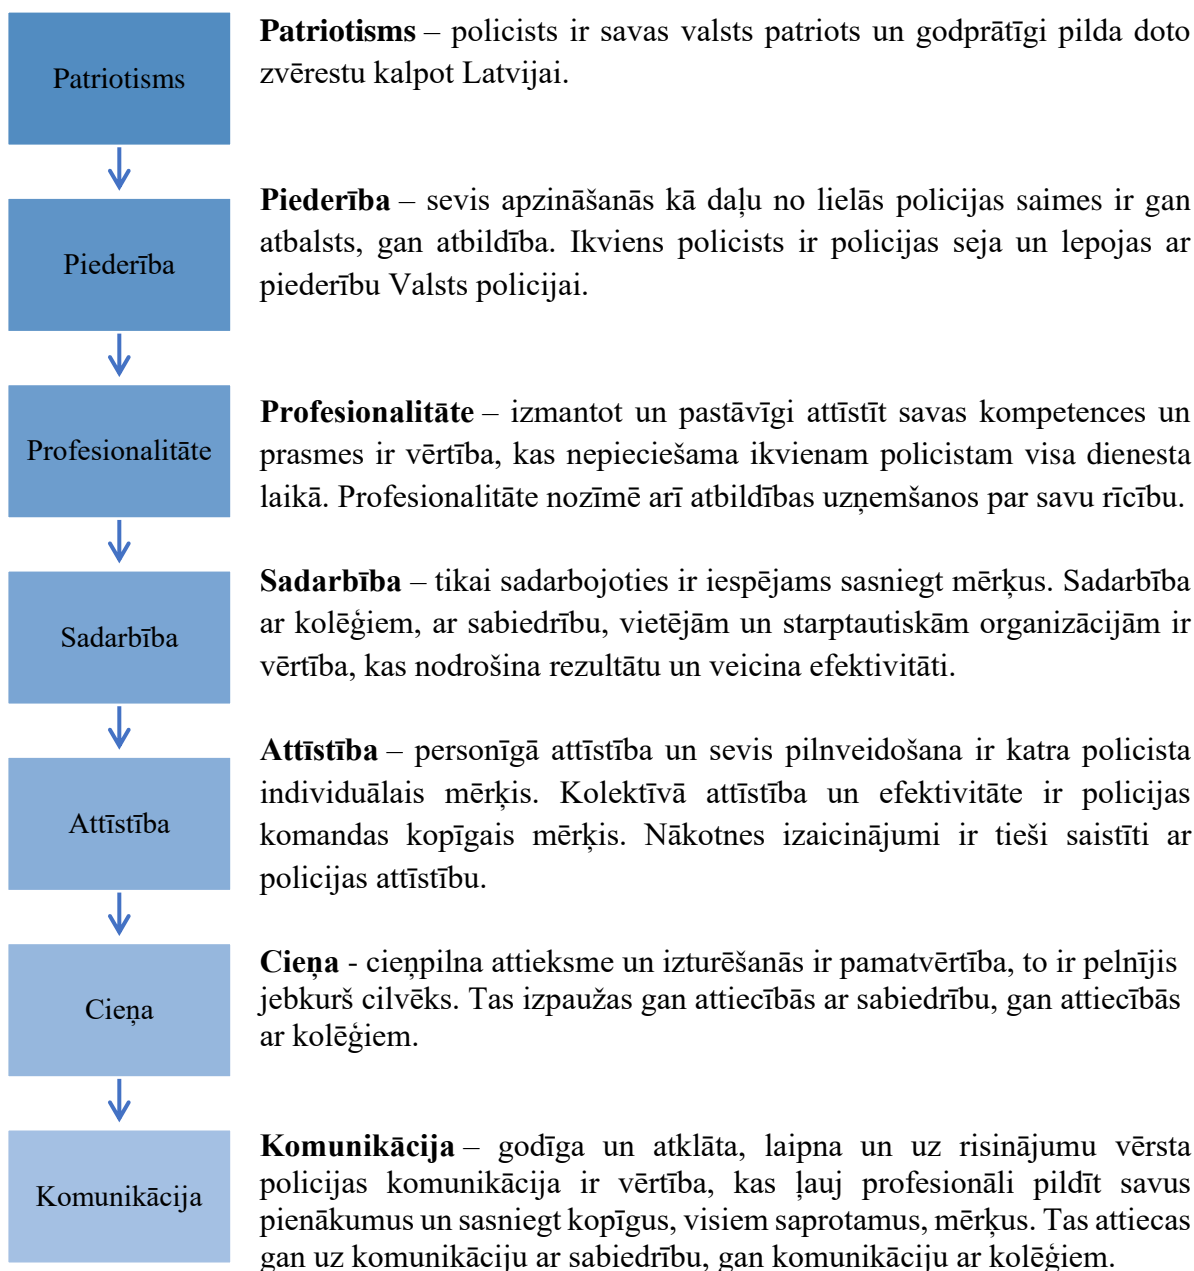 Patriotisms
Patriotisms – policists ir savas valsts patriots un godprātīgi pilda doto
zvērestu kalpot Latvijai.
Piederība
Piederība – sevis apzināšanās kā daļu no lielās policijas saimes ir gan
atbalsts, gan atbildība. Ikviens policists ir policijas seja un lepojas ar
piederību Valsts policijai.
Profesionalitāte
Profesionalitāte – izmantot un pastāvīgi attīstīt savas kompetences un
prasmes ir vērtība, kas nepieciešama ikvienam policistam visa dienesta
laikā. Profesionalitāte nozīmē arī atbildības uzņemšanos par savu rīcību.
Sadarbība
Sadarbība – tikai sadarbojoties ir iespējams sasniegt mērķus. Sadarbība
ar kolēģiem, ar sabiedrību, vietējām un starptautiskām organizācijām ir
vērtība, kas nodrošina rezultātu un veicina efektivitāti.
Attīstība
Attīstība – personīgā attīstība un sevis pilnveidošana ir katra policista
individuālais mērķis. Kolektīvā attīstība un efektivitāte ir policijas
komandas kopīgais mērķis. Nākotnes izaicinājumi ir tieši saistīti ar
policijas attīstību.
Cieņa
Cieņa - cieņpilna attieksme un izturēšanās ir pamatvērtība, to ir pelnījis
jebkurš cilvēks. Tas izpaužas gan attiecībās ar sabiedrību, gan attiecībās
ar kolēģiem.
Komunikācija
Komunikācija – godīga un atklāta, laipna un uz risinājumu vērsta
policijas komunikācija ir vērtība, kas ļauj profesionāli pildīt savus
pienākumus un sasniegt kopīgus, visiem saprotamus, mērķus. Tas attiecas
gan uz komunikāciju ar sabiedrību, gan komunikāciju ar kolēģiem.